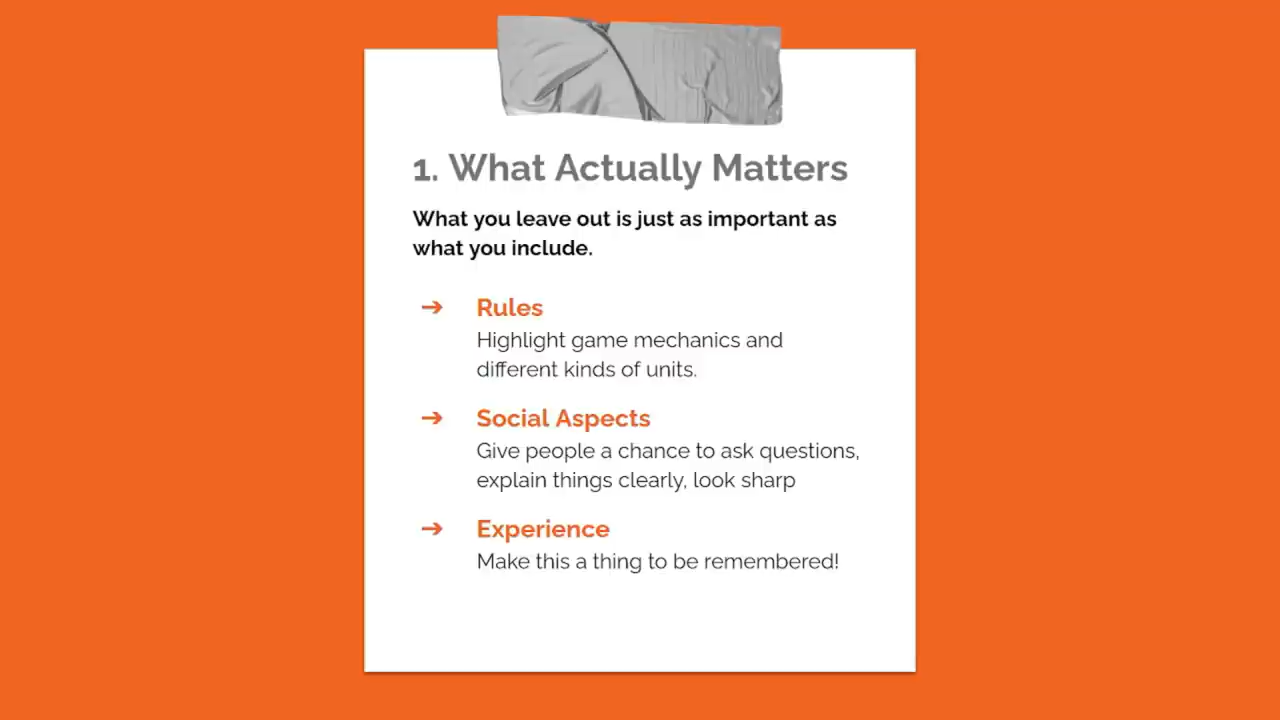 1. What Actually Matters
What you leave out is just as important as
what you include.
➔ Rules
Highlight game mechanics and
different kinds of units.
➔ Social Aspects
Give people a chance to ask questions,
explain things clearly, look sharp
➔ Experience
Make this a thing to be remembered!